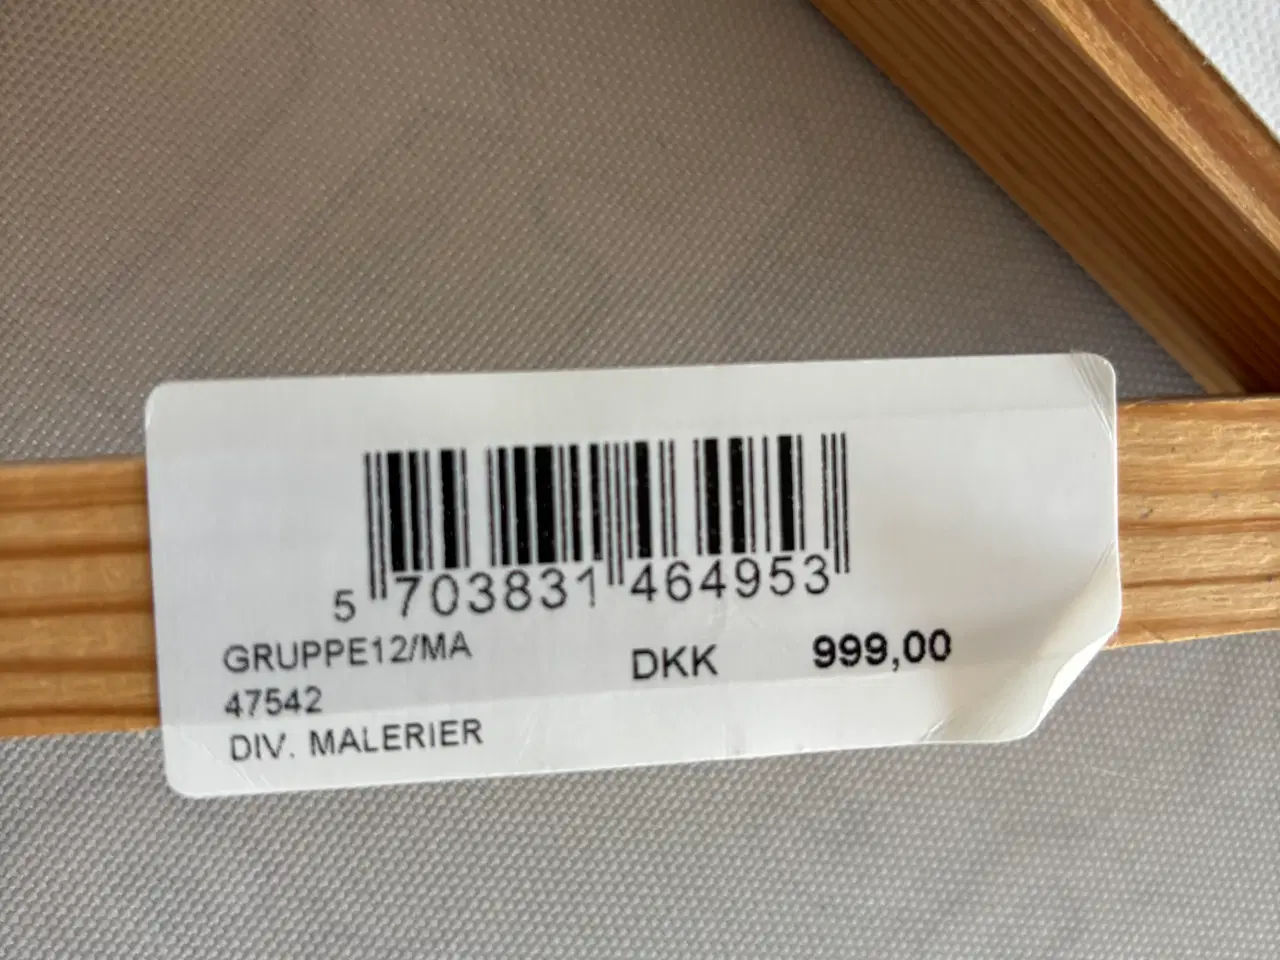 5 703831 464953
GRUPPE12/MA
DKK 999,00
47542
DIV. MALERIER